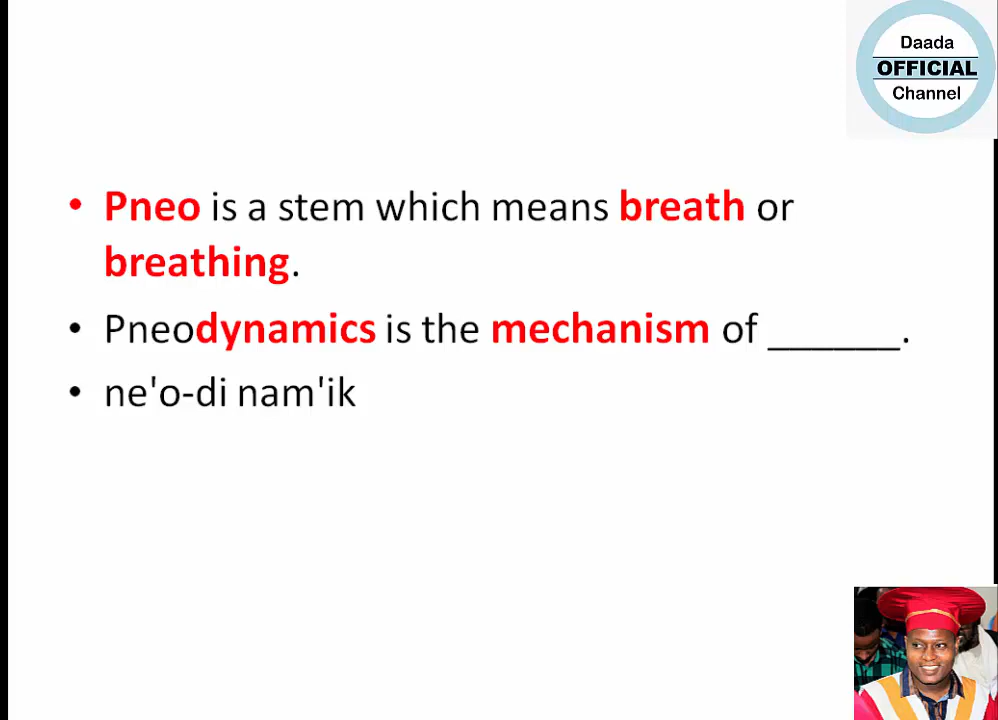 Daada
OFFICIAL
Channel
• Pneo is a stem which means breath or
breathing.
• Pneodynamics is the mechanism of ______.
• ne'o-di nam'ik